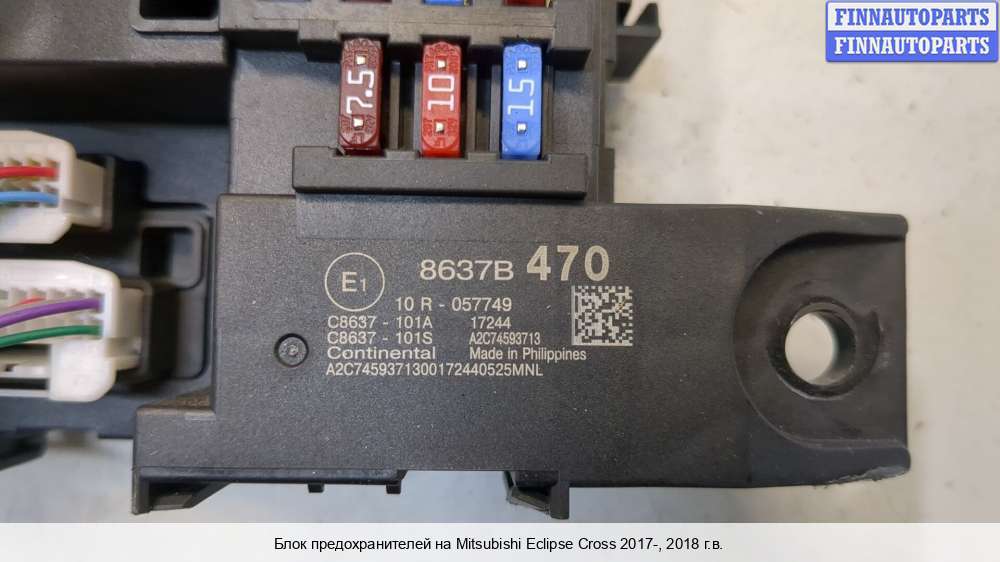 FINNAUTOPARTS
FINNAUTOPARTS
7.5
10
15
E1
8637B 470
10 R - 057749
C8637 - 101A 17244
C8637 - 101S A2C74593713
Continental Made in Philippines
A2C7459371300172440525MNL
Блок предохранителей на Mitsubishi Eclipse Cross 2017-, 2018 г.в.